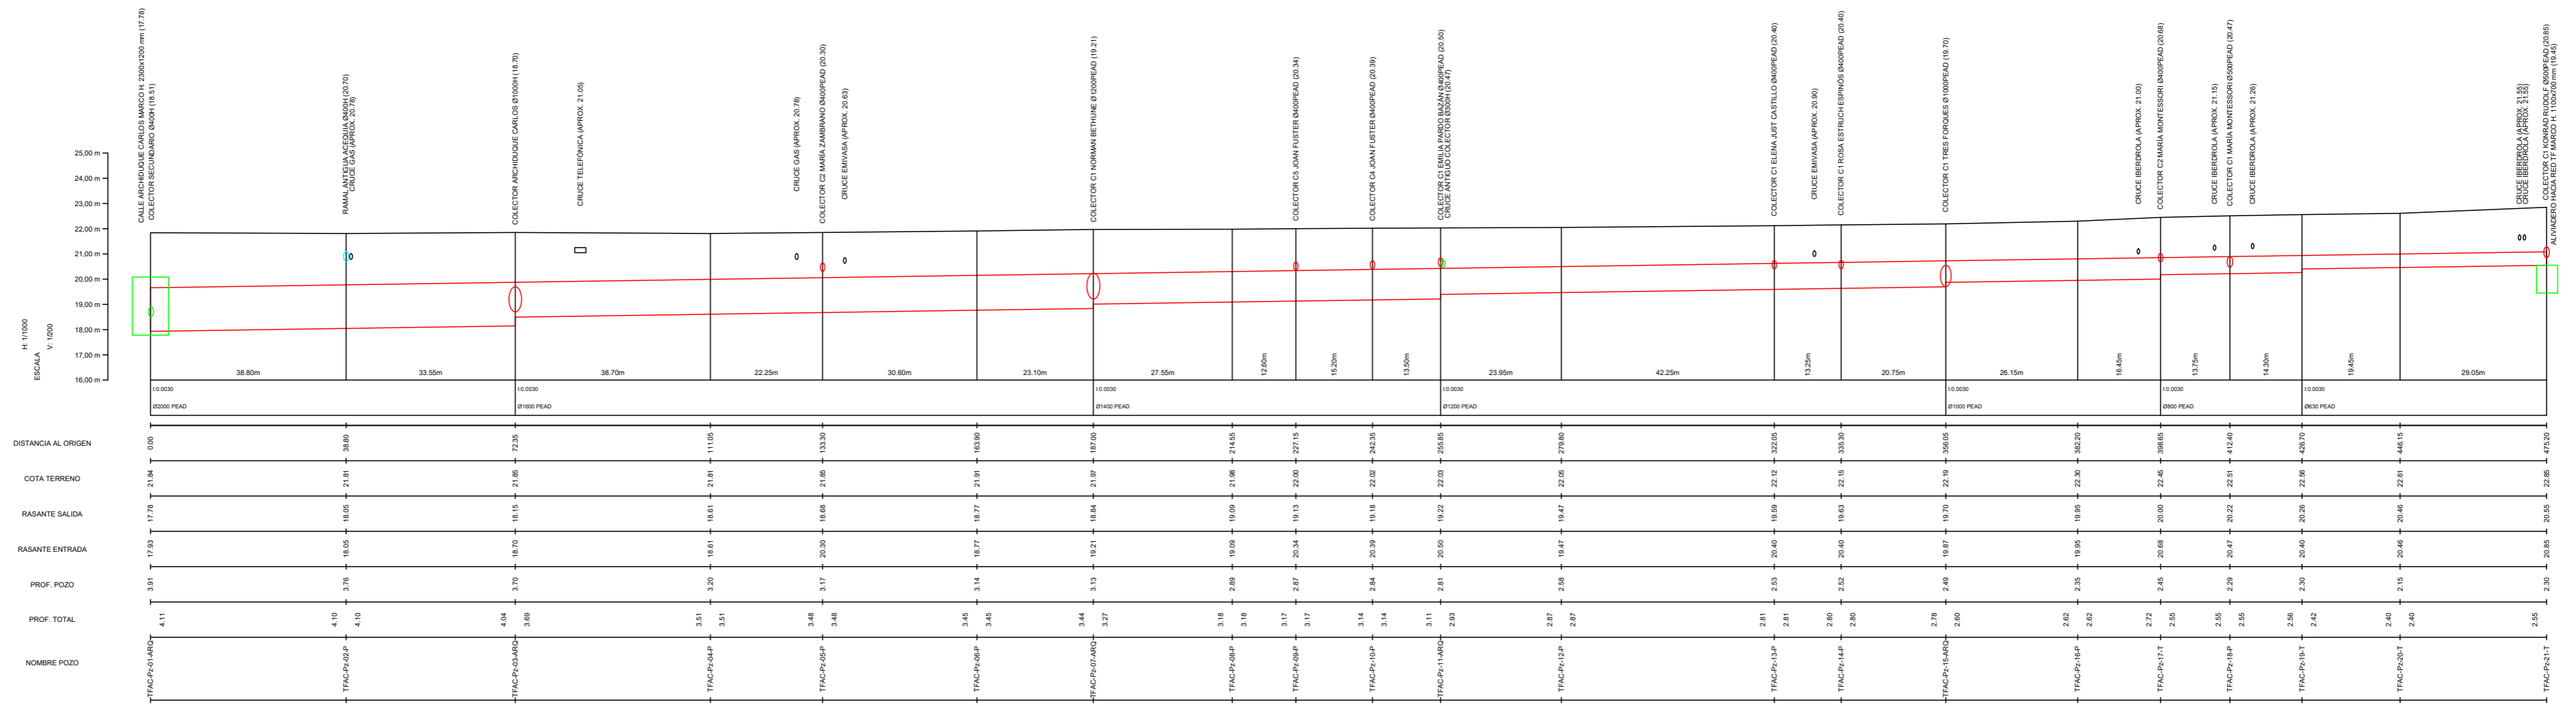 CALLE ARCHIDUQUE CARLOS MARCO H. 2300x1200 mm (17.78)
COLECTOR SECUNDARIO Ø400H (18.51)
RAMAL ANTIGUA ACEQUIA Ø400H (20.70)
CRUCE GAS (APROX. 20.78)
COLECTOR ARCHIDUQUE CARLOS Ø1000H (18.70)
CRUCE TELEFÓNICA (APROX. 21.05)
CRUCE GAS (APROX. 20.78)
COLECTOR C2 MARÍA ZAMBRANO Ø400PEAD (20.30)
CRUCE EMIVASA (APROX. 20.63)
COLECTOR C1 NORMAN BETHUNE Ø1200PEAD (19.21)
COLECTOR C5 JOAN FUSTER Ø400PEAD (20.34)
COLECTOR C4 JOAN FUSTER Ø400PEAD (20.39)
COLECTOR C1 EMILIA PARDO BAZÁN Ø400PEAD (20.50)
CRUCE ANTIGUO COLECTOR Ø300H (20.47)
COLECTOR C1 ELENA JUST CASTILLO Ø400PEAD (20.40)
CRUCE EMIVASA (APROX. 20.90)
COLECTOR C1 ROSA ESTRUCH ESPINÓS Ø400PEAD (20.40)
COLECTOR C1 TRES FORQUES Ø1000PEAD (19.70)
CRUCE IBERDROLA (APROX. 21.00)
COLECTOR C2 MARÍA MONTESSORI Ø400PEAD (20.68)
CRUCE IBERDROLA (APROX. 21.15)
COLECTOR C1 MARÍA MONTESSORI Ø500PEAD (20.47)
CRUCE IBERDROLA (APROX. 21.26)
CRUCE IBERDROLA (APROX. 21.55)
CRUCE IBERDROLA (APROX. 21.55)
COLECTOR C1 KONRAD RUDOLF Ø500PEAD (20.85)
ALIVIADERO HACIA RED TF MARCO H. 1100x700 mm (19.45)
25,00 m
24,00 m
23,00 m
22,00 m
21,00 m
20,00 m
19,00 m
18,00 m
17,00 m
16,00 m
H: 1/1000
ESCALA
V: 1/200
38.80m 33.55m 38.70m 22.25m 30.60m 23.10m 27.55m 12.60m 15.20m 13.50m 23.95m 42.25m 13.25m 20.75m 26.15m 16.45m 13.75m 14.30m 19.45m 29.05m
I:0.0030 I:0.0030 I:0.0030 I:0.0030 I:0.0030 I:0.0030 I:0.0030
Ø2000 PEAD Ø1600 PEAD Ø1400 PEAD Ø1200 PEAD Ø1000 PEAD Ø800 PEAD Ø630 PEAD
DISTANCIA AL ORIGEN 0.00 38.80 72.35 111.05 133.30 163.90 187.00 214.55 227.15 242.35 255.85 279.80 322.05 335.30 356.05 382.20 398.65 412.40 426.70 446.15 475.20
COTA TERRENO 21.84 21.81 21.85 21.81 21.85 21.91 21.97 21.98 22.00 22.02 22.03 22.05 22.12 22.15 22.19 22.30 22.45 22.51 22.56 22.61 22.85
RASANTE SALIDA 17.78 18.05 18.15 18.61 18.68 18.77 18.84 19.09 19.13 19.18 19.22 19.47 19.59 19.63 19.70 19.95 20.00 20.22 20.26 20.46 20.55
RASANTE ENTRADA 17.93 18.05 18.70 18.61 20.30 18.77 19.21 19.09 20.34 20.39 20.50 19.47 20.40 20.40 19.87 19.95 20.68 20.47 20.40 20.46 20.85
PROF. POZO 3.91 3.76 3.70 3.20 3.17 3.14 3.13 2.89 2.87 2.84 2.81 2.58 2.53 2.52 2.49 2.35 2.45 2.29 2.30 2.15 2.30
PROF. TOTAL 4.11 4.10 4.10 4.04 3.69 3.51 3.51 3.48 3.48 3.45 3.45 3.44 3.27 3.18 3.18 3.17 3.17 3.14 3.14 3.11 2.93 2.87 2.87 2.81 2.81 2.80 2.80 2.78 2.60 2.62 2.62 2.72 2.55 2.55 2.55 2.56 2.42 2.40 2.40 2.55
NOMBRE POZO TFAC-Pz-01-ARQ TFAC-Pz-02-P TFAC-Pz-03-ARQ TFAC-Pz-04-P TFAC-Pz-05-P TFAC-Pz-06-P TFAC-Pz-07-ARQ TFAC-Pz-08-P TFAC-Pz-09-P TFAC-Pz-10-P TFAC-Pz-11-ARQ TFAC-Pz-12-P TFAC-Pz-13-P TFAC-Pz-14-P TFAC-Pz-15-ARQ TFAC-Pz-16-P TFAC-Pz-17-T TFAC-Pz-18-P TFAC-Pz-19-T TFAC-Pz-20-T TFAC-Pz-21-T